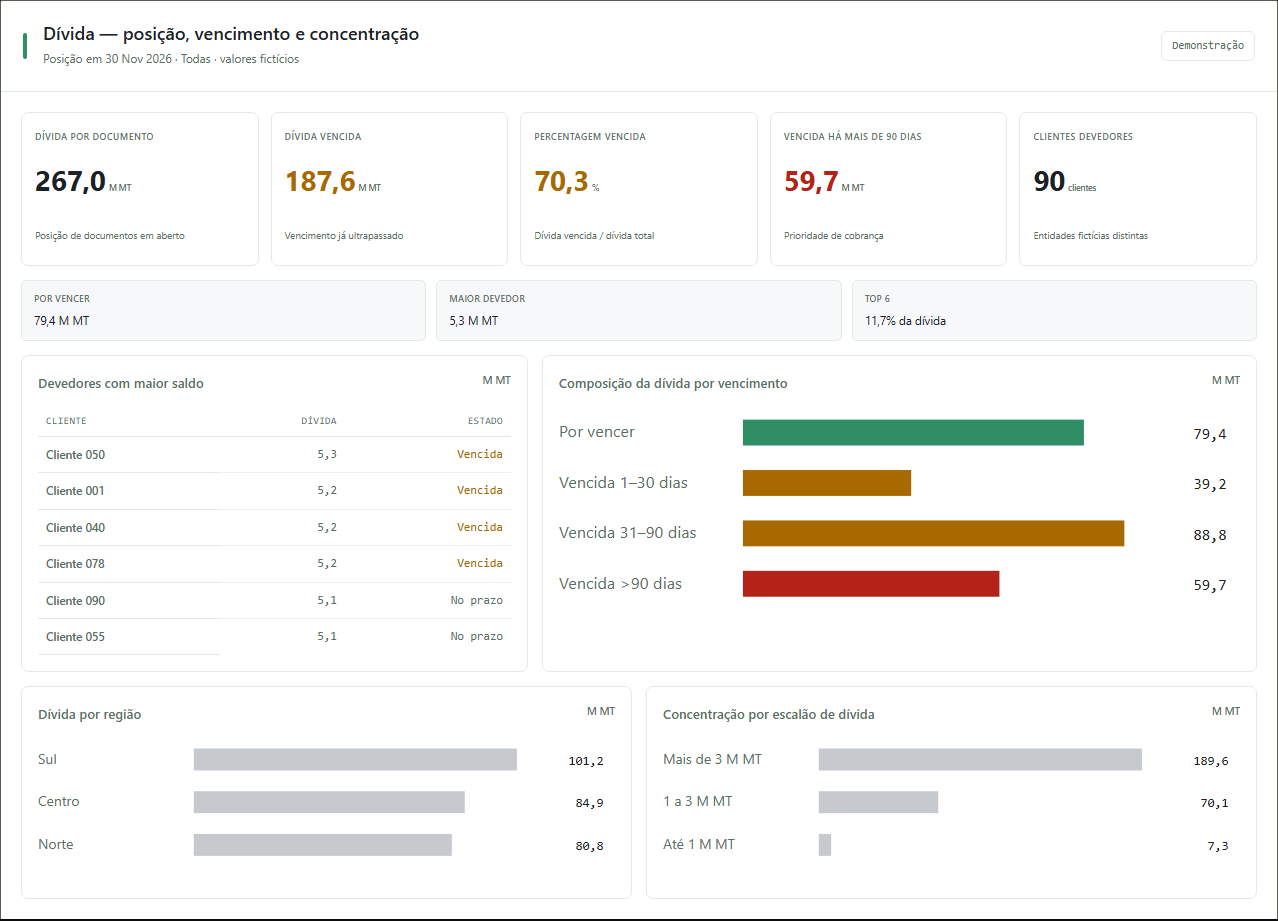 Dívida — posição, vencimento e concentração
Posição em 30 Nov 2026 · Todas · valores fictícios
Demonstração
DÍVIDA POR DOCUMENTO
267,0 M MT
Posição de documentos em aberto
DÍVIDA VENCIDA
187,6 M MT
Vencimento já ultrapassado
PERCENTAGEM VENCIDA
70,3 %
Dívida vencida / dívida total
VENCIDA HÁ MAIS DE 90 DIAS
59,7 M MT
Prioridade de cobrança
CLIENTES DEVEDORES
90 clientes
Entidades fictícias distintas
POR VENCER
79,4 M MT
MAIOR DEVEDOR
5,3 M MT
TOP 6
11,7% da dívida
Devedores com maior saldo M MT
CLIENTE DÍVIDA ESTADO
Cliente 050 5,3 Vencida
Cliente 001 5,2 Vencida
Cliente 040 5,2 Vencida
Cliente 078 5,2 Vencida
Cliente 090 5,1 No prazo
Cliente 055 5,1 No prazo
Composição da dívida por vencimento M MT
Por vencer 79,4
Vencida 1–30 dias 39,2
Vencida 31–90 dias 88,8
Vencida >90 dias 59,7
Dívida por região M MT
Sul 101,2
Centro 84,9
Norte 80,8
Concentração por escalão de dívida M MT
Mais de 3 M MT 189,6
1 a 3 M MT 70,1
Até 1 M MT 7,3